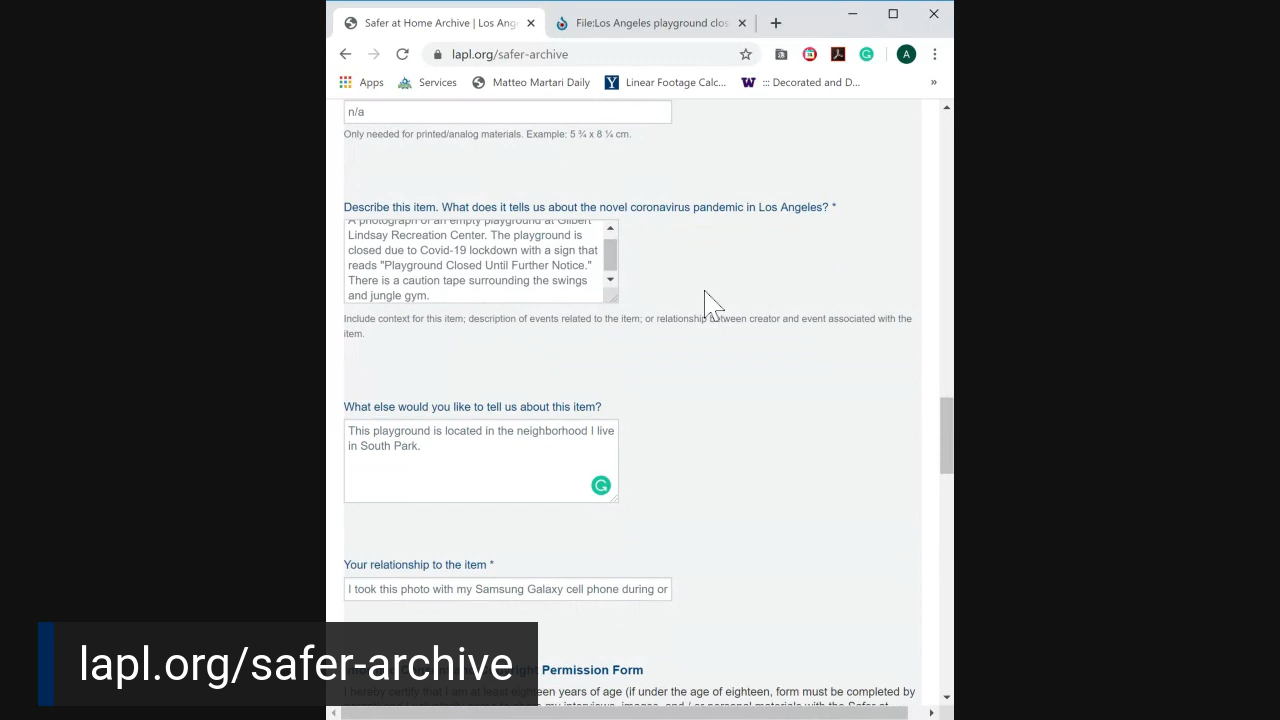 Safer at Home Archive | Los Ang
File:Los Angeles playground clos
lapl.org/safer-archive
A
Apps
Services
Matteo Martari Daily
Y
Linear Footage Calc...
W
::: Decorated and D...
»
n/a
Only needed for printed/analog materials. Example: 5 ¾ x 8 ¼ cm.
Describe this item. What does it tells us about the novel coronavirus pandemic in Los Angeles? *
A photograph of an empty playground at Gilbert
Lindsay Recreation Center. The playground is
closed due to Covid-19 lockdown with a sign that
reads "Playground Closed Until Further Notice."
There is a caution tape surrounding the swings
and jungle gym.
Include context for this item; description of events related to the item; or relationship between creator and event associated with the
item.
What else would you like to tell us about this item?
This playground is located in the neighborhood I live
in South Park.
Your relationship to the item *
I took this photo with my Samsung Galaxy cell phone during or
Permission Form
I hereby certify that I am at least eighteen years of age (if under the age of eighteen, form must be completed by
lapl.org/safer-archive